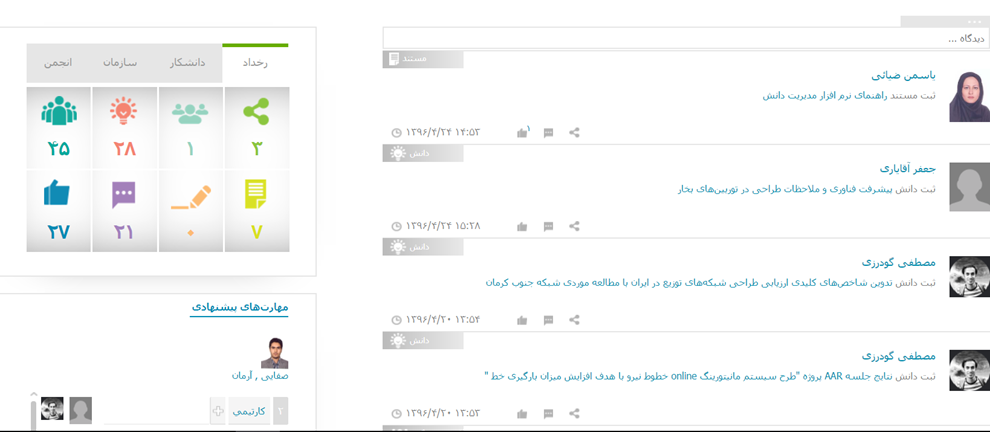 ...
دیدگاه ...
مستند
یاسمن ضیائی
ثبت مستند راهنمای نرم افزار مدیریت دانش
۱
۱۳۹۶/۴/۲۴ ۱۴:۵۳
دانش
جعفر آقایاری
ثبت دانش پیشرفت فناوری و ملاحظات طراحی در توربین‌های بخار
۱۳۹۶/۴/۲۴ ۱۵:۲۸
دانش
مصطفی گودرزی
ثبت دانش تدوین شاخص‌های کلیدی ارزیابی طراحی شبکه‌های توزیع در ایران با مطالعه موردی شبکه جنوب کرمان
۱۳۹۶/۴/۲۰ ۱۳:۵۴
دانش
مصطفی گودرزی
ثبت دانش نتایج جلسه AAR پروژه "طرح سیستم مانیتورینگ online خطوط نیرو با هدف افزایش میزان بارگیری خط "
۱۳۹۶/۴/۲۰ ۱۳:۵۳
رخداد دانشکار سازمان انجمن
۳ ۱ ۲۸ ۴۵
۷ ۰ ۲۱ ۲۷
مهارت‌های پیشنهادی
صفایی , آرمان
۲ کارتیمی